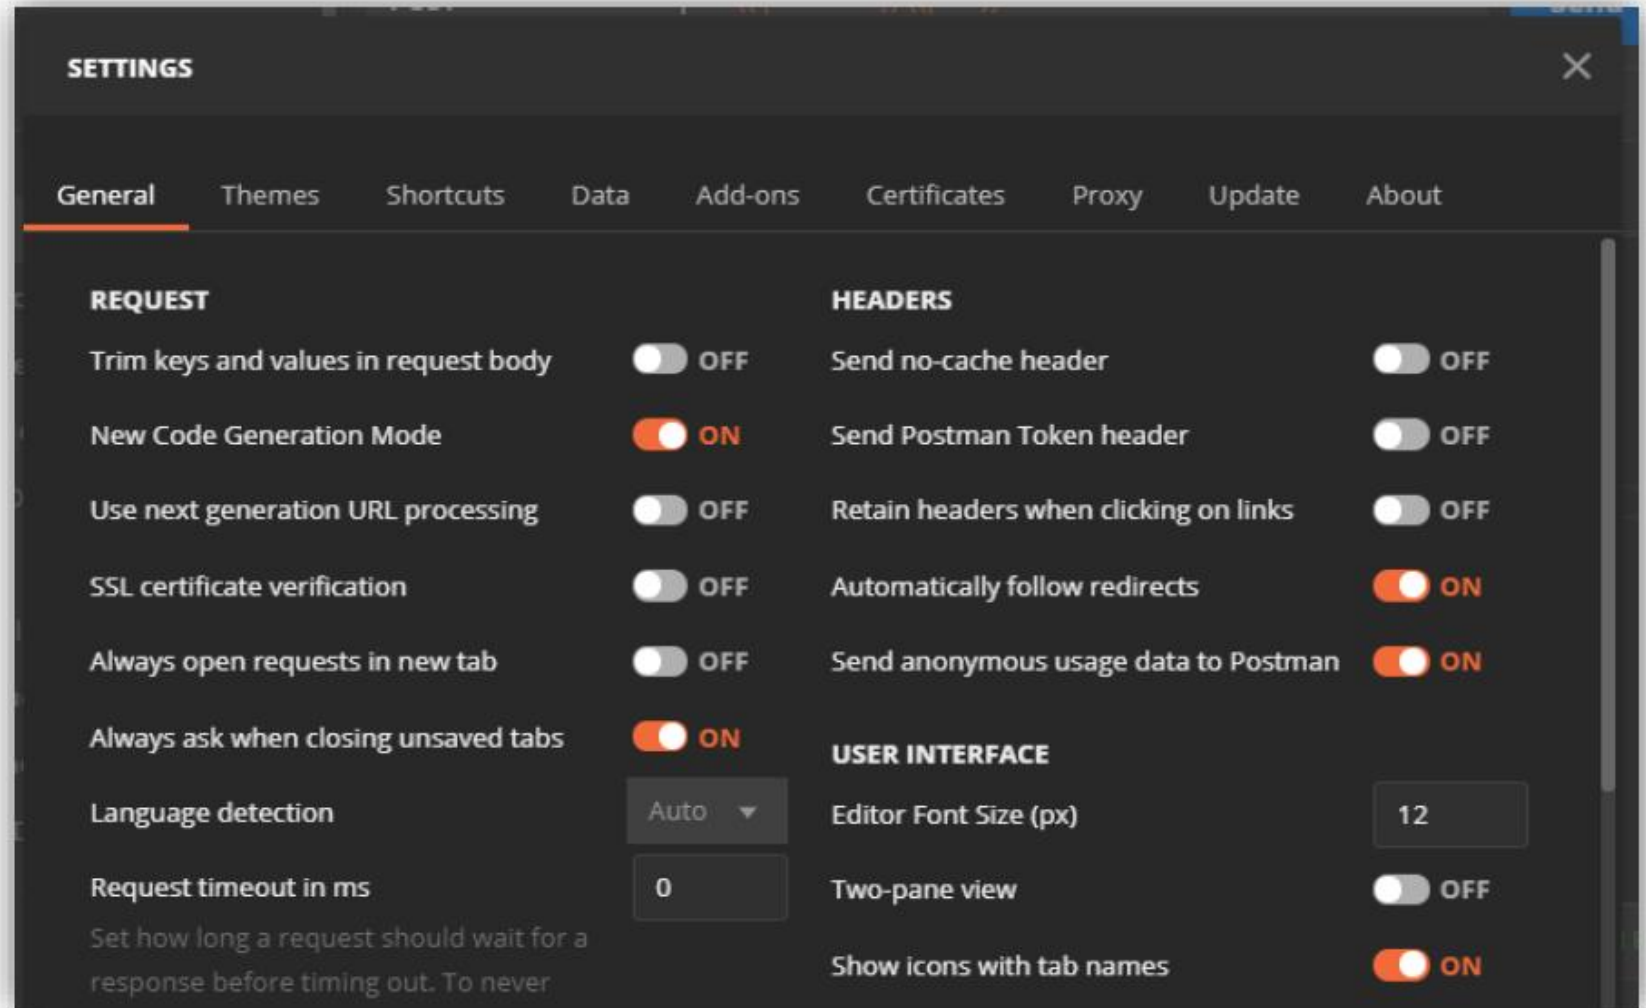 SETTINGS
General Themes Shortcuts Data Add-ons Certificates Proxy Update About
REQUEST
Trim keys and values in request body OFF
New Code Generation Mode ON
Use next generation URL processing OFF
SSL certificate verification OFF
Always open requests in new tab OFF
Always ask when closing unsaved tabs ON
Language detection Auto
Request timeout in ms 0
Set how long a request should wait for a
response before timing out. To never
HEADERS
Send no-cache header OFF
Send Postman Token header OFF
Retain headers when clicking on links OFF
Automatically follow redirects ON
Send anonymous usage data to Postman ON
USER INTERFACE
Editor Font Size (px) 12
Two-pane view OFF
Show icons with tab names ON